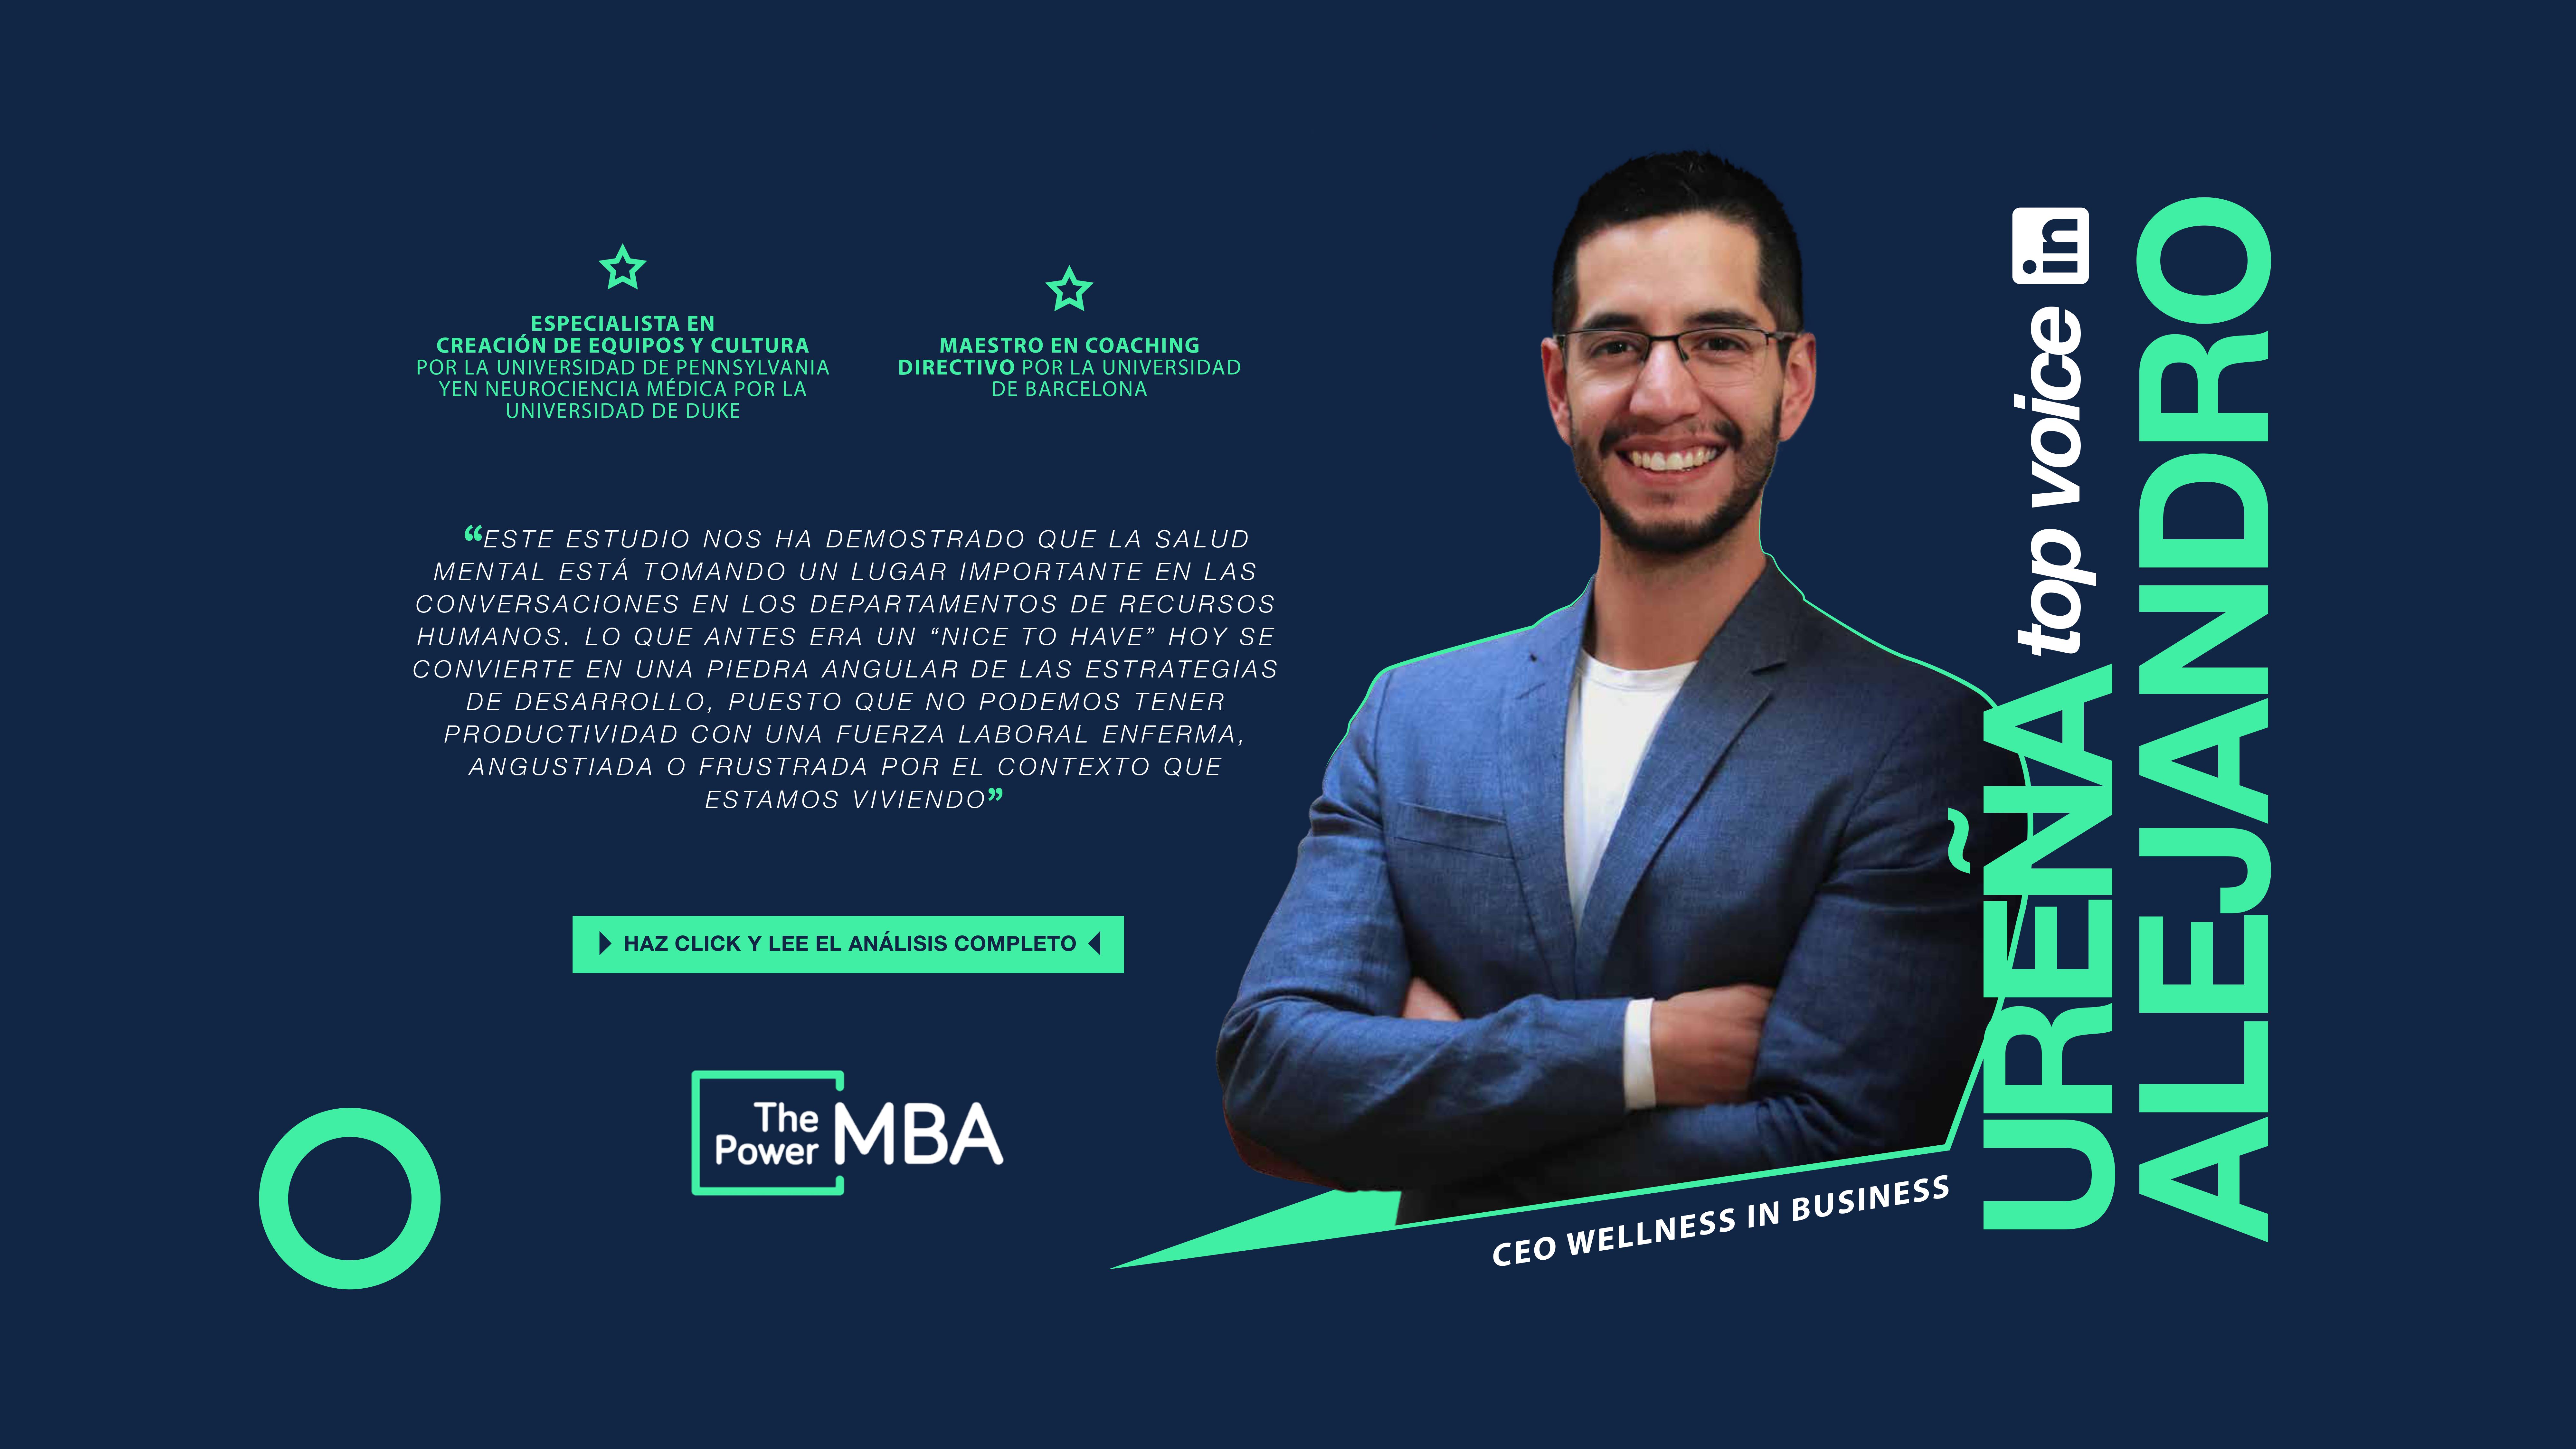 ESPECIALISTA EN
CREACIÓN DE EQUIPOS Y CULTURA
POR LA UNIVERSIDAD DE PENNSYLVANIA
YEN NEUROCIENCIA MÉDICA POR LA
UNIVERSIDAD DE DUKE
MAESTRO EN COACHING
DIRECTIVO POR LA UNIVERSIDAD
DE BARCELONA
“ESTE ESTUDIO NOS HA DEMOSTRADO QUE LA SALUD
MENTAL ESTÁ TOMANDO UN LUGAR IMPORTANTE EN LAS
CONVERSACIONES EN LOS DEPARTAMENTOS DE RECURSOS
HUMANOS. LO QUE ANTES ERA UN “NICE TO HAVE” HOY SE
CONVIERTE EN UNA PIEDRA ANGULAR DE LAS ESTRATEGIAS
DE DESARROLLO, PUESTO QUE NO PODEMOS TENER
PRODUCTIVIDAD CON UNA FUERZA LABORAL ENFERMA,
ANGUSTIADA O FRUSTRADA POR EL CONTEXTO QUE
ESTAMOS VIVIENDO”
HAZ CLICK Y LEE EL ANÁLISIS COMPLETO
The
Power MBA
CEO WELLNESS IN BUSINESS
UREÑA top voice in
ALEJANDRO